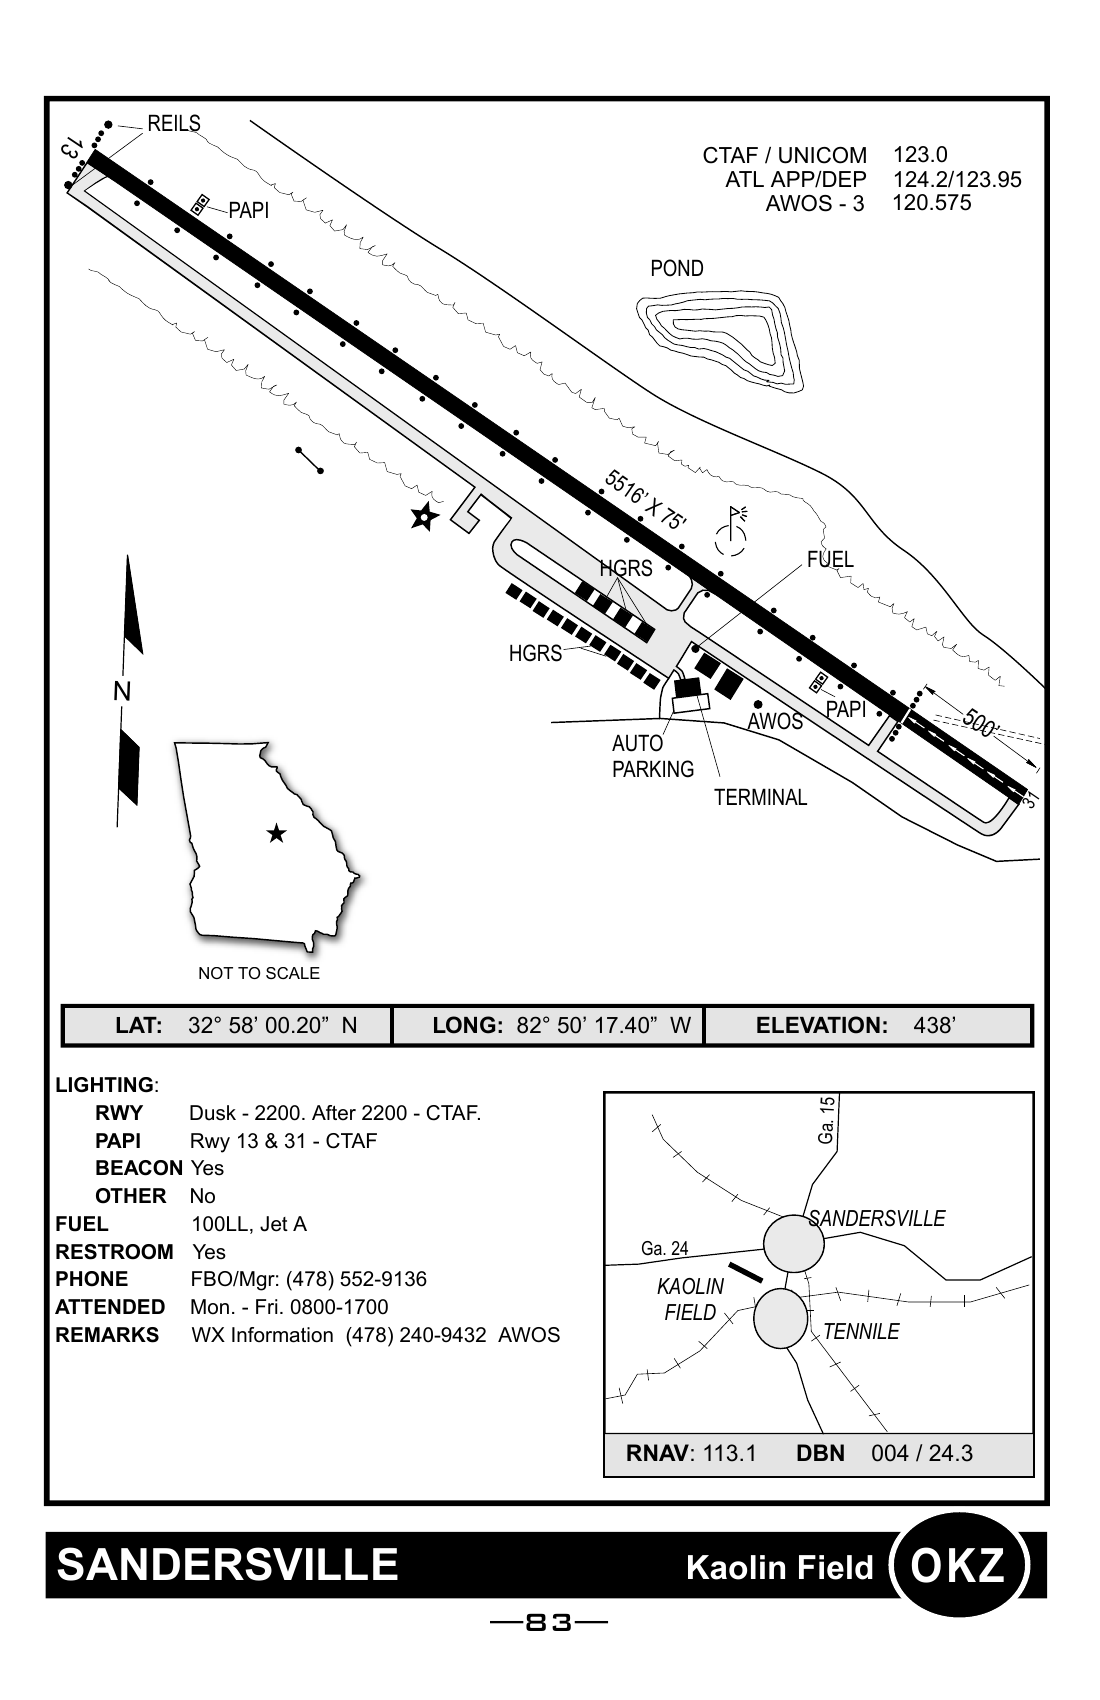 REILS
13
CTAF / UNICOM 123.0
ATL APP/DEP 124.2/123.95
AWOS - 3 120.575
PAPI
POND
5516’ X 75’
FUEL
HGRS
HGRS
N
PAPI
500’
AWOS
AUTO
PARKING
TERMINAL
31
NOT TO SCALE
LAT: 32° 58’ 00.20” N LONG: 82° 50’ 17.40” W ELEVATION: 438’
LIGHTING:
RWY Dusk - 2200. After 2200 - CTAF.
PAPI Rwy 13 & 31 - CTAF
BEACON Yes
OTHER No
FUEL 100LL, Jet A
RESTROOM Yes
PHONE FBO/Mgr: (478) 552-9136
ATTENDED Mon. - Fri. 0800-1700
REMARKS WX Information (478) 240-9432 AWOS
Ga. 15
SANDERSVILLE
Ga. 24
KAOLIN
FIELD
TENNILE
RNAV: 113.1 DBN 004 / 24.3
SANDERSVILLE Kaolin Field OKZ
83